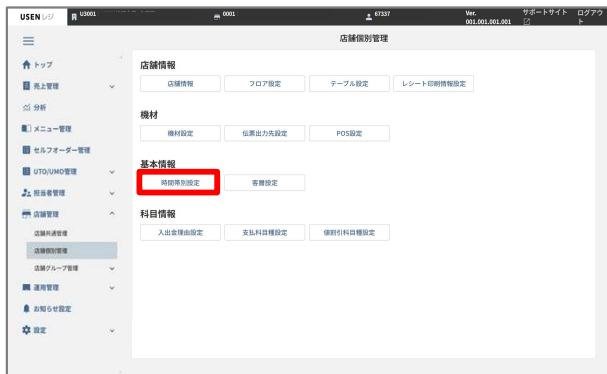 USENレジ U3001 0001 67337 Ver. 001.001.001.001 サポートサイト ログアウト
店舗個別管理
トップ
売上管理
分析
メニュー管理
セルフオーダー管理
UTO/UMO管理
担当者管理
店舗管理
店舗共通管理
店舗個別管理
店舗グループ管理
運用管理
お知らせ設定
設定
店舗情報
店舗情報 フロア設定 テーブル設定 レシート印刷情報設定
機材
機材設定 伝票出力先設定 POS設定
基本情報
時間帯別設定 客層設定
科目情報
入出金理由設定 支払科目種設定 値割引科目種設定